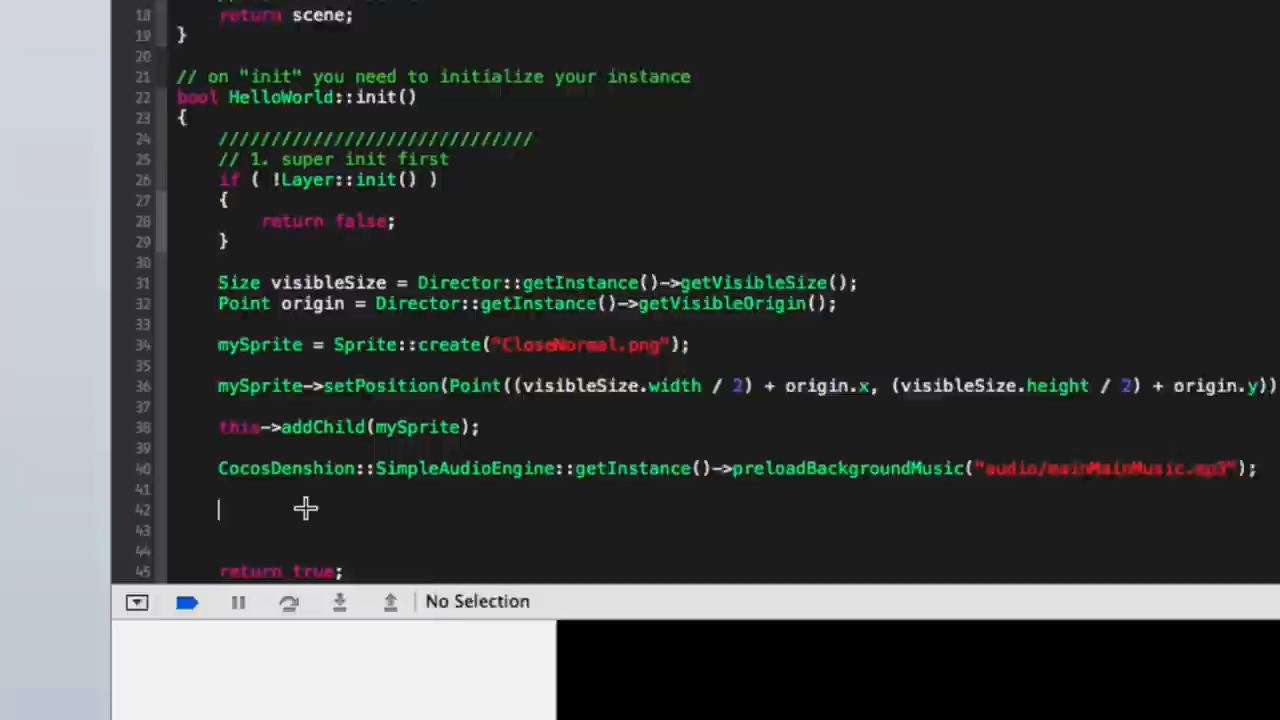 18 return scene;
19 }
20
21 // on "init" you need to initialize your instance
22 bool HelloWorld::init()
23 {
24 //////////////////////////////
25 // 1. super init first
26 if ( !Layer::init() )
27 {
28 return false;
29 }
30
31 Size visibleSize = Director::getInstance()->getVisibleSize();
32 Point origin = Director::getInstance()->getVisibleOrigin();
33
34 mySprite = Sprite::create("CloseNormal.png");
35
36 mySprite->setPosition(Point((visibleSize.width / 2) + origin.x, (visibleSize.height / 2) + origin.y))
37
38 this->addChild(mySprite);
39
40 CocosDenshion::SimpleAudioEngine::getInstance()->preloadBackgroundMusic("audio/mainMainMusic.mp3");
41
42
43
44
45 return true;
No Selection